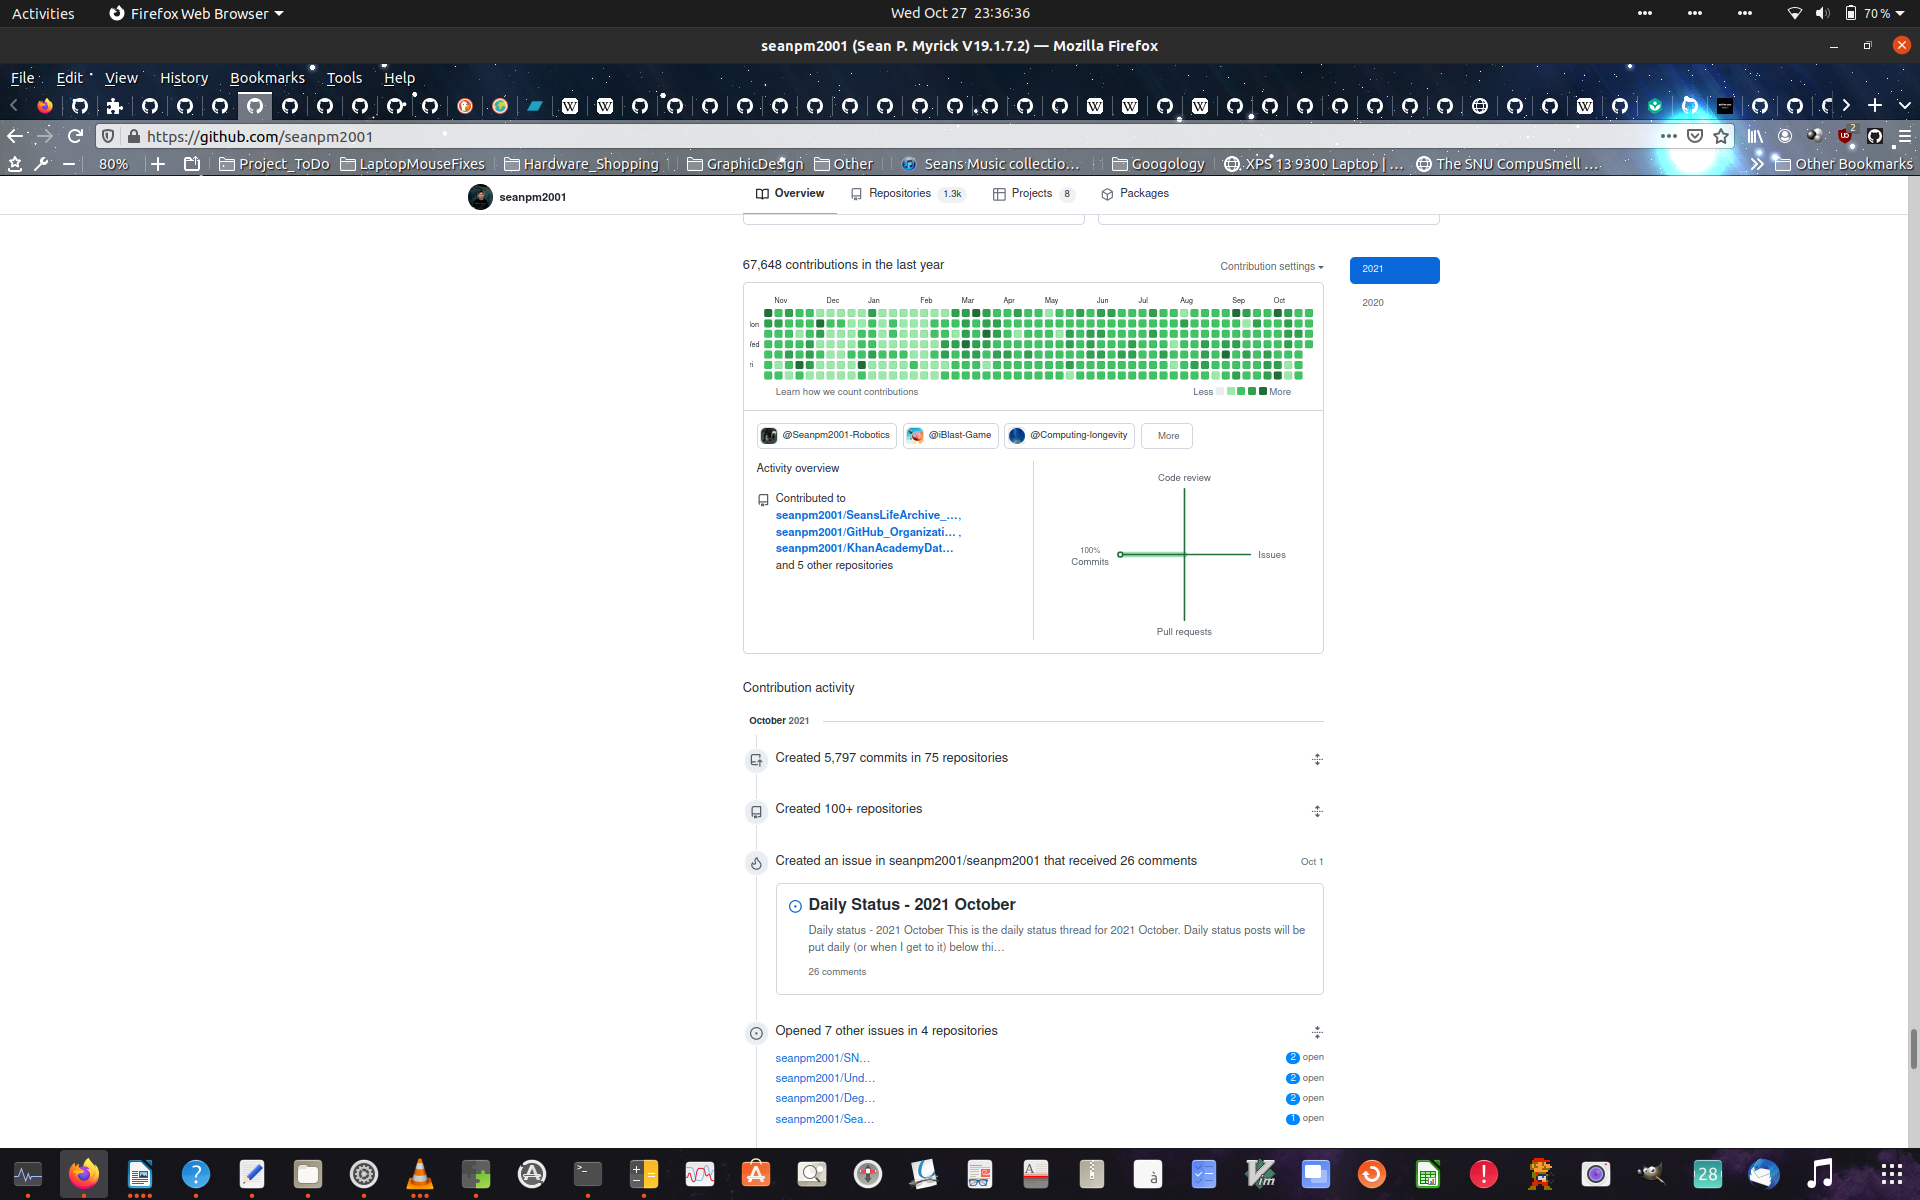 Activities
Firefox Web Browser
Wed Oct 27 23:36:36
70 %
seanpm2001 (Sean P. Myrick V19.1.7.2) — Mozilla Firefox
File Edit View History Bookmarks Tools Help
https://github.com/seanpm2001
2
80%
Project_ToDo
LaptopMouseFixes
Hardware_Shopping
GraphicDesign
Other
Seans Music collectio…
Googology
XPS 13 9300 Laptop | …
The SNU CompuSmell …
Other Bookmarks
seanpm2001
Overview
Repositories 1.3k
Projects 8
Packages
67,648 contributions in the last year
Contribution settings
2021
2020
Nov Dec Jan Feb Mar Apr May Jun Jul Aug Sep Oct
lon
Ved
ri
Learn how we count contributions
Less
More
@Seanpm2001-Robotics
@iBlast-Game
@Computing-longevity
More
Activity overview
Contributed to
seanpm2001/SeansLifeArchive_…,
seanpm2001/GitHub_Organizati… ,
seanpm2001/KhanAcademyDat…
and 5 other repositories
Code review
100%
Commits
Issues
Pull requests
Contribution activity
October 2021
Created 5,797 commits in 75 repositories
Created 100+ repositories
Created an issue in seanpm2001/seanpm2001 that received 26 comments
Oct 1
Daily Status - 2021 October
Daily status - 2021 October This is the daily status thread for 2021 October. Daily status posts will be
put daily (or when I get to it) below thi…
26 comments
Opened 7 other issues in 4 repositories
seanpm2001/SN… 2 open
seanpm2001/Und… 2 open
seanpm2001/Deg… 2 open
seanpm2001/Sea… 1 open
28